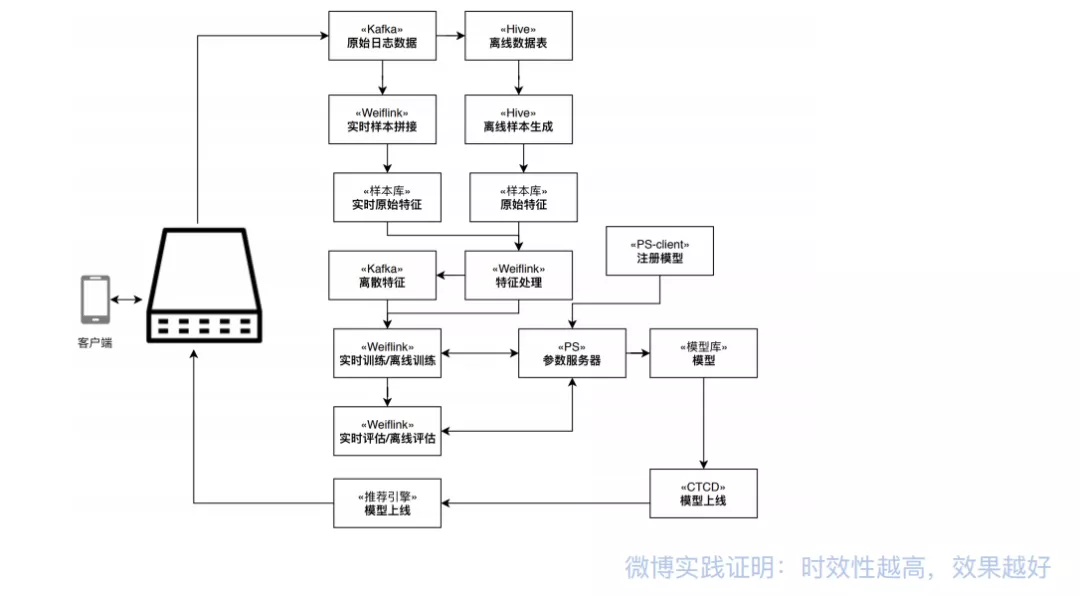 «Kafka»
原始日志数据
«Hive»
离线数据表
«Weiflink»
实时样本拼接
«Hive»
离线样本生成
«样本库»
实时原始特征
«样本库»
原始特征
«PS-client»
注册模型
«Kafka»
离散特征
«Weiflink»
特征处理
客户端
«Weiflink»
实时训练/离线训练
«PS»
参数服务器
«模型库»
模型
«Weiflink»
实时评估/离线评估
«CTCD»
模型上线
«推荐引擎»
模型上线
微博实践证明：时效性越高，效果越好